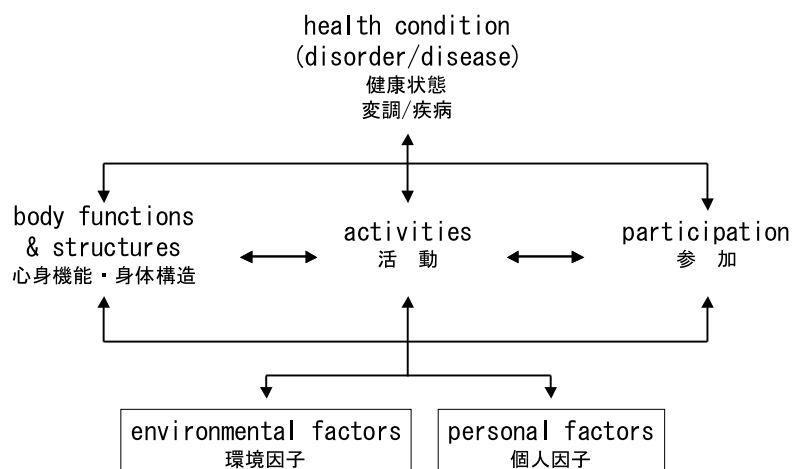 health condition
(disorder/disease)
健康状態
変調/疾病
body functions
& structures
心身機能・身体構造
activities
活 動
participation
参 加
environmental factors
環境因子
personal factors
個人因子